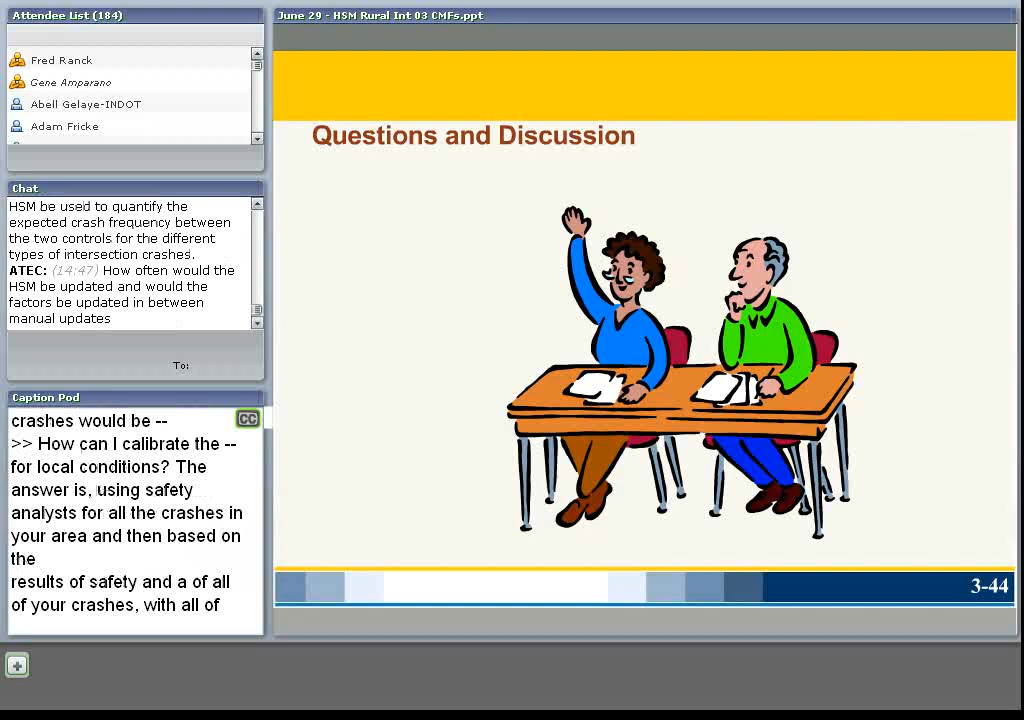 Attendee List (184)
Fred Ranck
Gene Amparano
Abell Gelaye-INDOT
Adam Fricke
Chat
HSM be used to quantify the
expected crash frequency between
the two controls for the different
types of intersection crashes.
ATEC: (14:47) How often would the
HSM be updated and would the
factors be updated in between
manual updates
To:
Caption Pod
CC
crashes would be --
>> How can I calibrate the --
for local conditions? The
answer is, using safety
analysts for all the crashes in
your area and then based on
the
results of safety and a of all
of your crashes, with all of
June 29 - HSM Rural Int 03 CMFs.ppt
Questions and Discussion
3-44